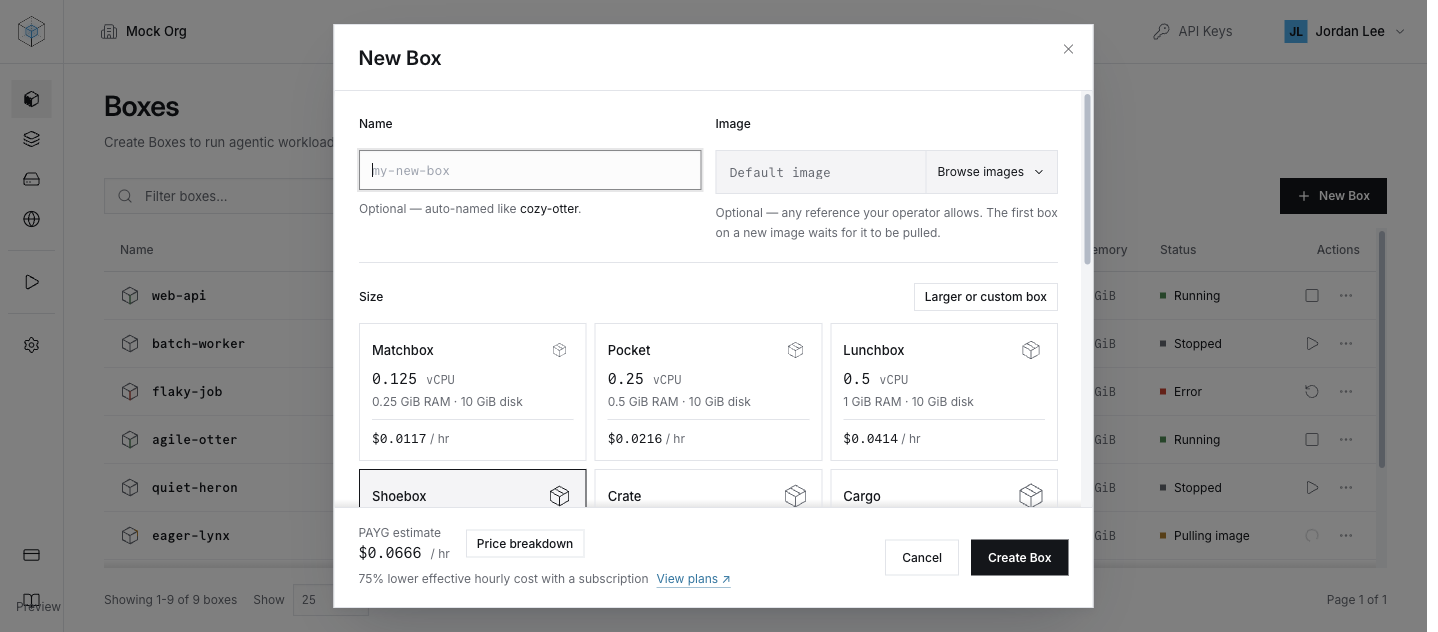 Mock Org
API Keys
JL
Jordan Lee
Boxes
Create Boxes to run agentic workload
Filter boxes...
New Box
Name
emory
Status
Actions
web-api
GiB
Running
batch-worker
GiB
Stopped
flaky-job
GiB
Error
agile-otter
GiB
Running
quiet-heron
GiB
Stopped
eager-lynx
GiB
Pulling image
Showing 1-9 of 9 boxes
Show
25
Page 1 of 1
Preview
New Box
Name
Image
my-new-box
Default image
Browse images
Optional — auto-named like cozy-otter.
Optional — any reference your operator allows. The first box
on a new image waits for it to be pulled.
Size
Larger or custom box
Matchbox
0.125 vCPU
0.25 GiB RAM · 10 GiB disk
$0.0117 / hr
Pocket
0.25 vCPU
0.5 GiB RAM · 10 GiB disk
$0.0216 / hr
Lunchbox
0.5 vCPU
1 GiB RAM · 10 GiB disk
$0.0414 / hr
Shoebox
Crate
Cargo
PAYG estimate
$0.0666 / hr
Price breakdown
75% lower effective hourly cost with a subscription View plans ↗
Cancel
Create Box